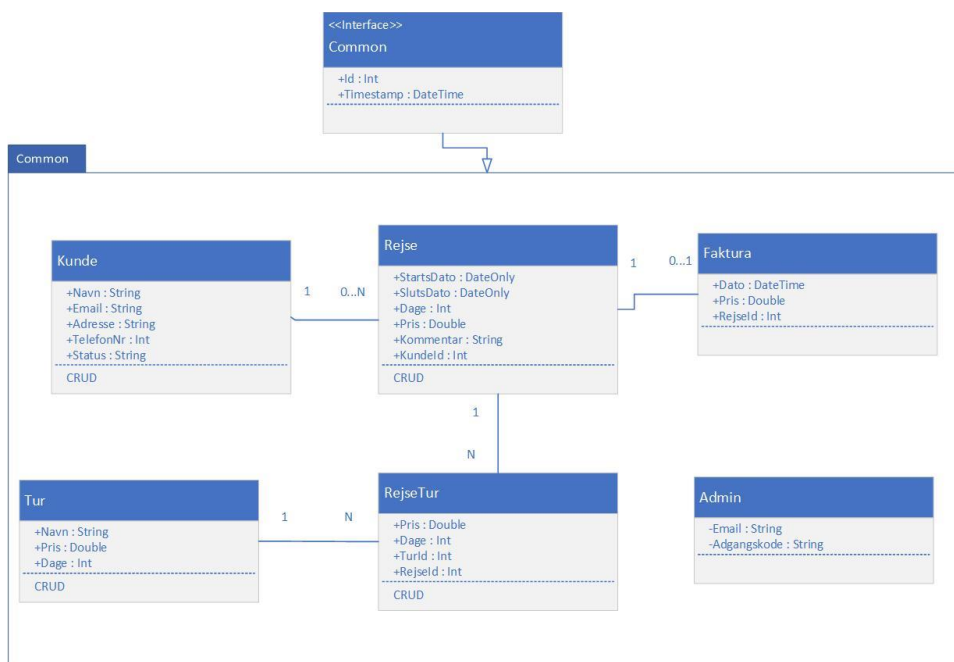 <<Interface>>
Common
+Id : Int
+Timestamp : DateTime
Common
Kunde
+Navn : String
+Email : String
+Adresse : String
+TelefonNr : Int
+Status : String
CRUD
1
0...N
Rejse
+StartsDato : DateOnly
+SlutsDato : DateOnly
+Dage : Int
+Pris : Double
+Kommentar : String
+KundeId : Int
CRUD
1
0...1
Faktura
+Dato : DateTime
+Pris : Double
+RejseId : Int
1
N
Tur
+Navn : String
+Pris : Double
+Dage : Int
CRUD
1
N
RejseTur
+Pris : Double
+Dage : Int
+TurId : Int
+RejseId : Int
CRUD
Admin
-Email : String
-Adgangskode : String